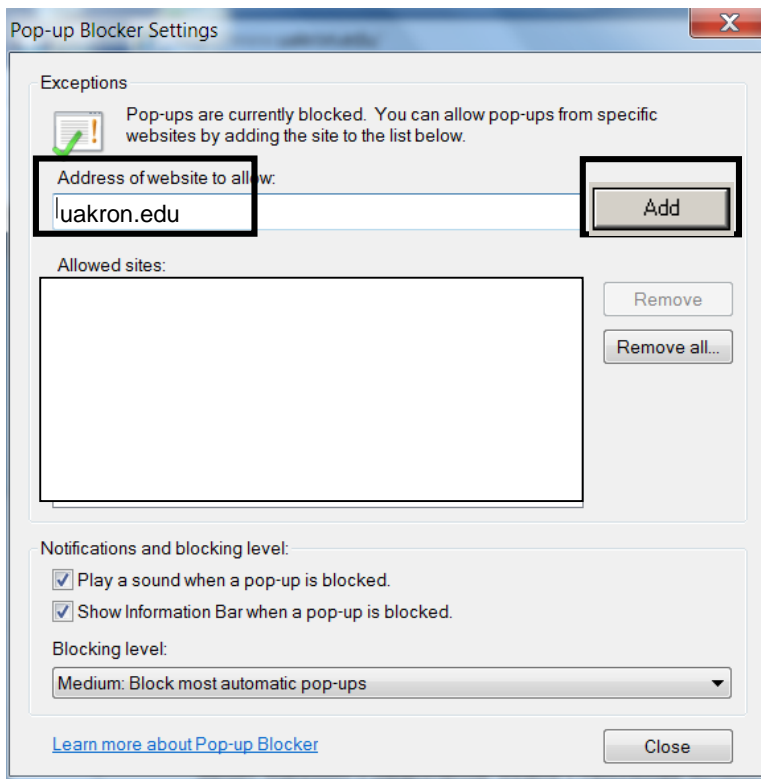 Pop-up Blocker Settings
Exceptions
Pop-ups are currently blocked. You can allow pop-ups from specific
websites by adding the site to the list below.
Address of website to allow:
uakron.edu
Add
Allowed sites:
Remove
Remove all...
Notifications and blocking level:
Play a sound when a pop-up is blocked.
Show Information Bar when a pop-up is blocked.
Blocking level:
Medium: Block most automatic pop-ups
Learn more about Pop-up Blocker
Close